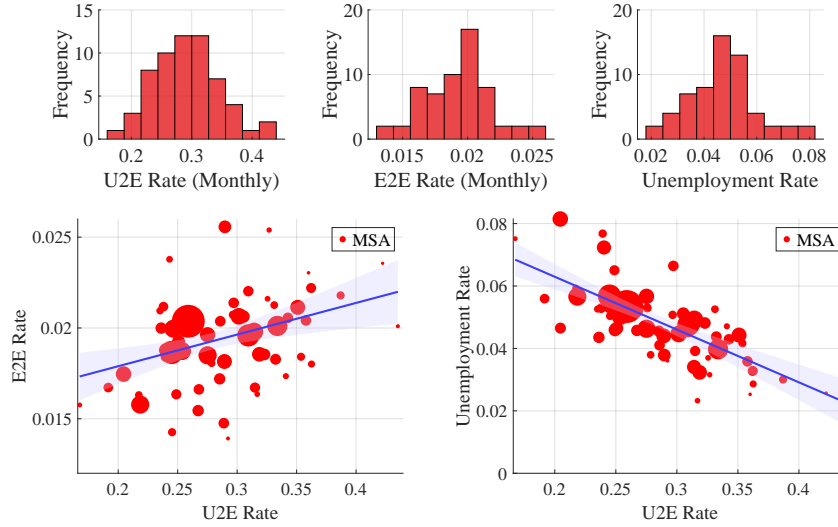 Frequency
15
10
5
0
0.2 0.3 0.4
U2E Rate (Monthly)
Frequency
20
10
0
0.015 0.02 0.025
E2E Rate (Monthly)
Frequency
20
10
0
0.02 0.04 0.06 0.08
Unemployment Rate
E2E Rate
0.025
0.02
0.015
MSA
0.2 0.25 0.3 0.35 0.4
U2E Rate
Unemployment Rate
0.08
0.06
0.04
0.02
0
MSA
0.2 0.25 0.3 0.35 0.4
U2E Rate